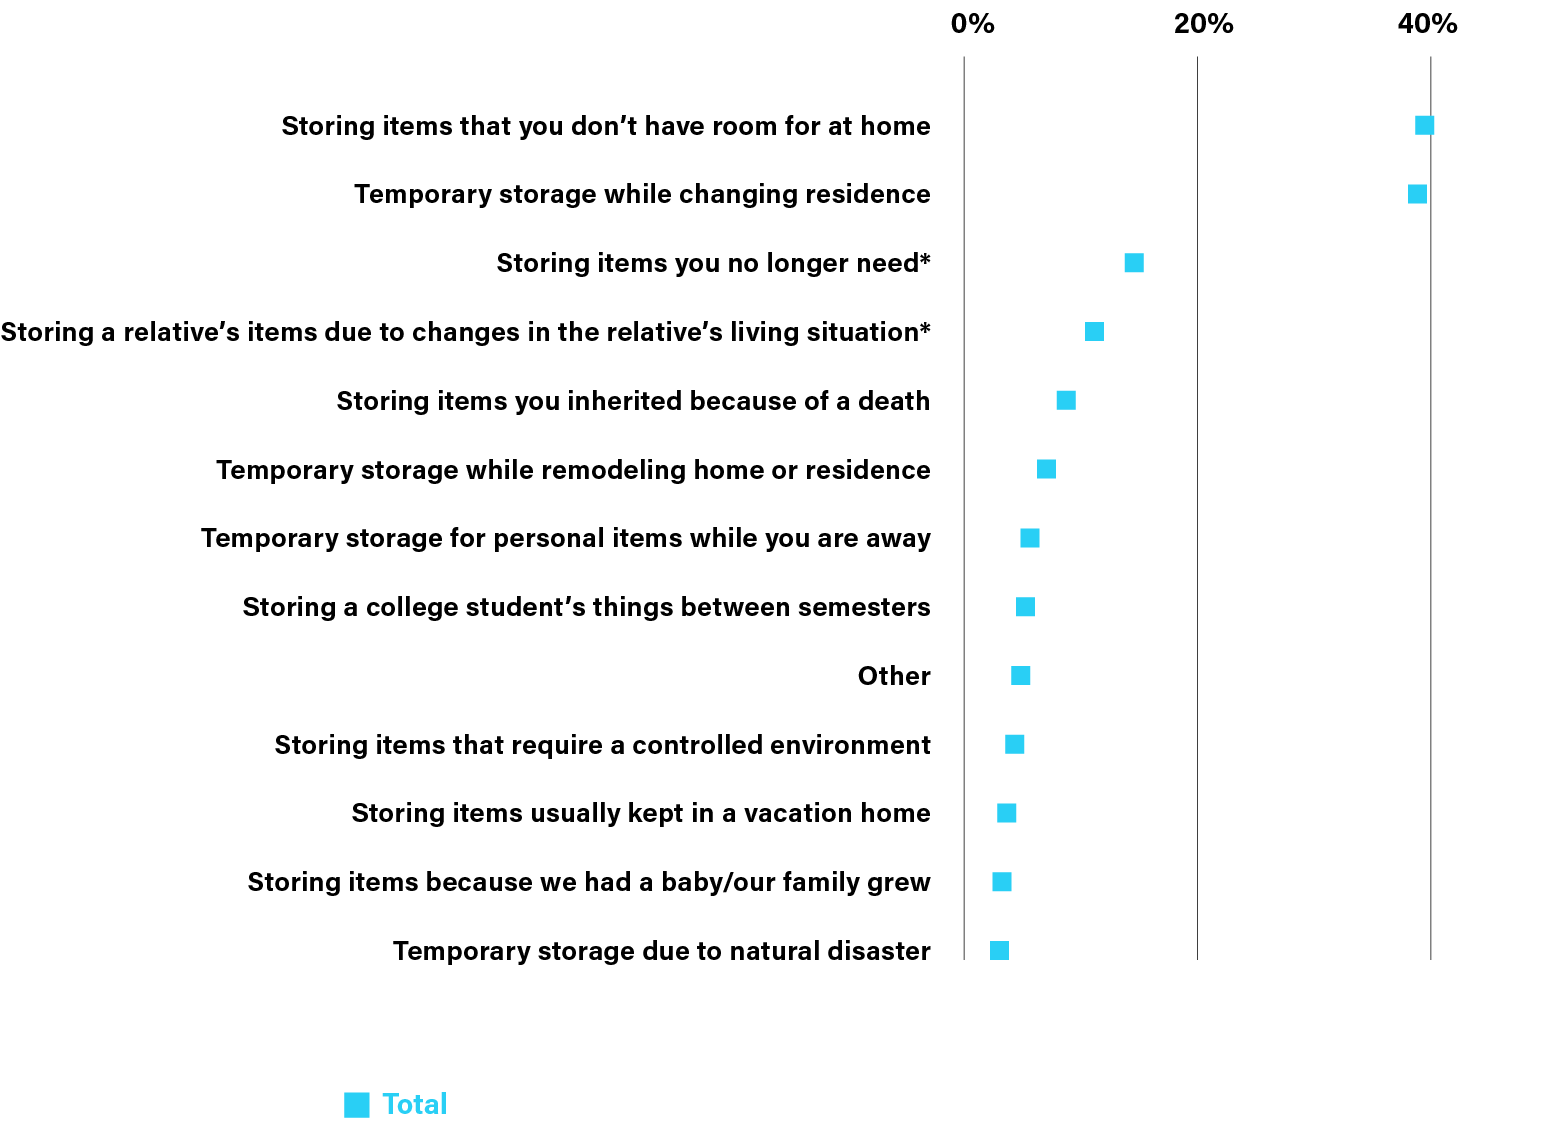 0% 20% 40%
Storing items that you don’t have room for at home
Temporary storage while changing residence
Storing items you no longer need*
Storing a relative’s items due to changes in the relative’s living situation*
Storing items you inherited because of a death
Temporary storage while remodeling home or residence
Temporary storage for personal items while you are away
Storing a college student’s things between semesters
Other
Storing items that require a controlled environment
Storing items usually kept in a vacation home
Storing items because we had a baby/our family grew
Temporary storage due to natural disaster
Total